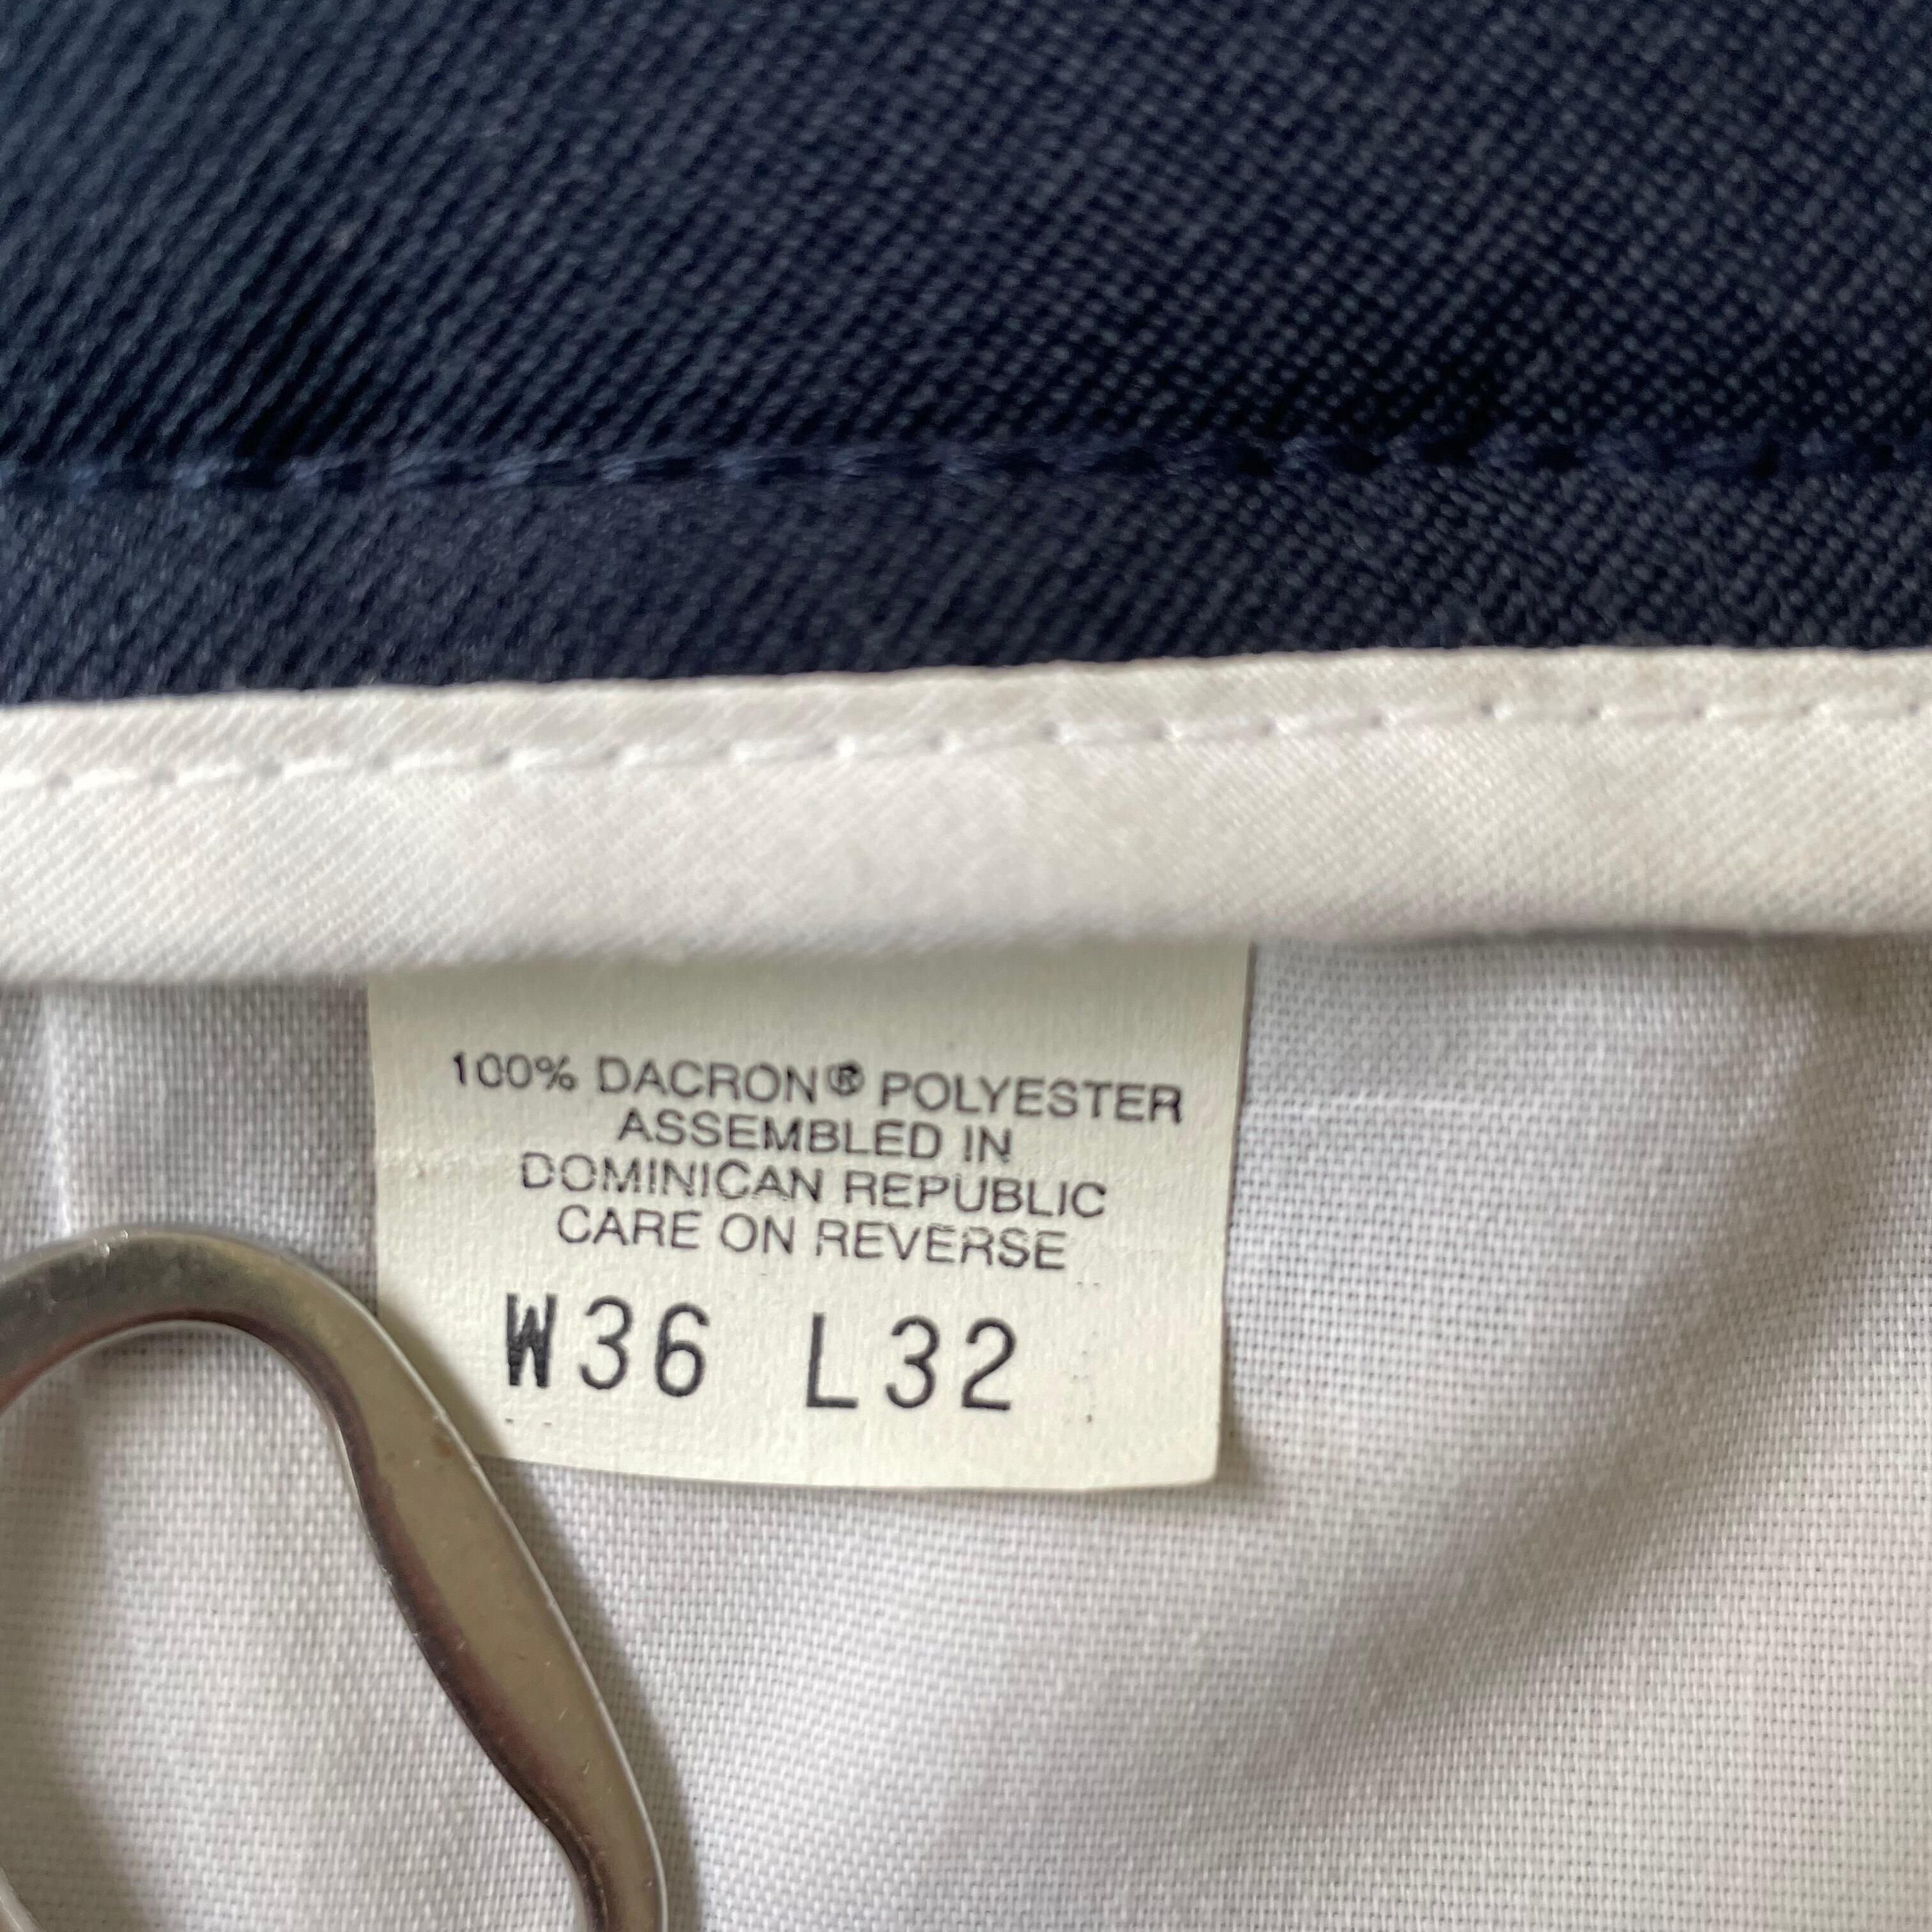 100% DACRON® POLYESTER
ASSEMBLED IN
DOMINICAN REPUBLIC
CARE ON REVERSE
W36 L32